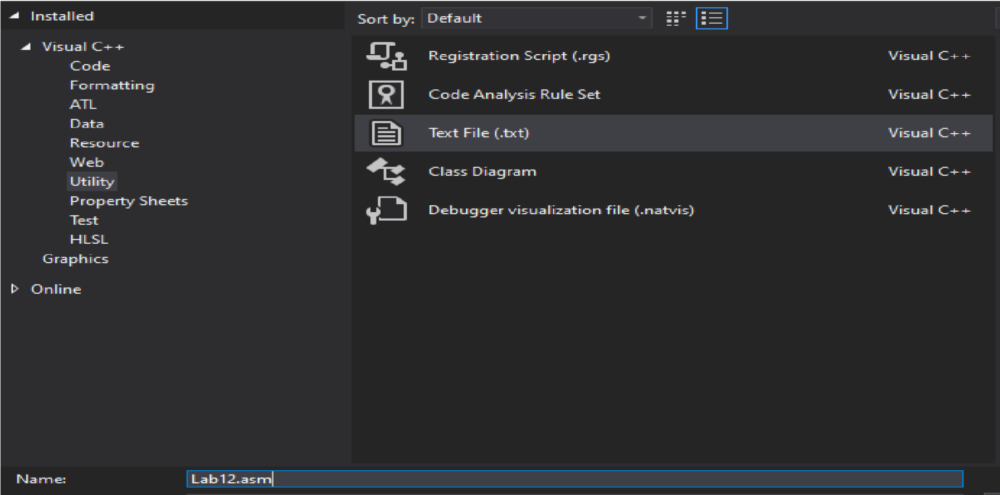 Installed
Visual C++
Code
Formatting
ATL
Data
Resource
Web
Utility
Property Sheets
Test
HLSL
Graphics
Online
Sort by: Default
Registration Script (.rgs) Visual C++
Code Analysis Rule Set Visual C++
Text File (.txt) Visual C++
Class Diagram Visual C++
Debugger visualization file (.natvis) Visual C++
Name: Lab12.asm